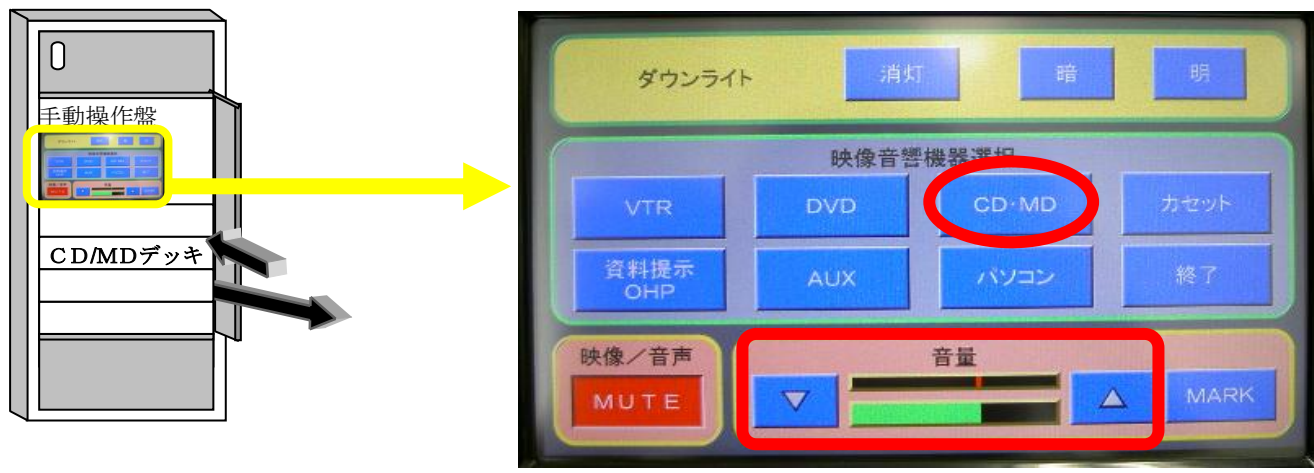 手動操作盤
CD/MDデッキ
ダウンライト
消灯
暗
明
映像音響機器選択
VTR
DVD
CD·MD
カセット
資料提示
OHP
AUX
パソコン
終了
映像／音声
MUTE
音量
▼
△
MARK